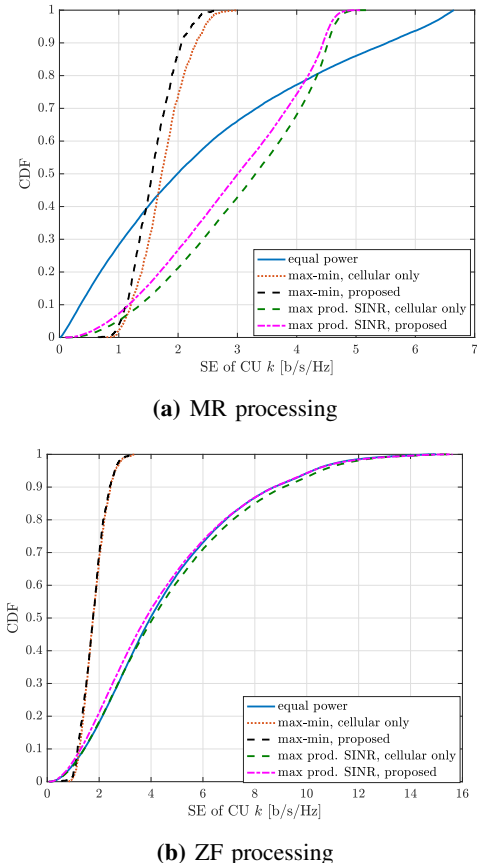 1
0.9
0.8
0.7
0.6
0.5
0.4
0.3
0.2
0.1
0
CDF
equal power
max-min, cellular only
max-min, proposed
max prod. SINR, cellular only
max prod. SINR, proposed
0 1 2 3 4 5 6 7
SE of CU k [b/s/Hz]
(a) MR processing
1
0.9
0.8
0.7
0.6
0.5
0.4
0.3
0.2
0.1
0
CDF
equal power
max-min, cellular only
max-min, proposed
max prod. SINR, cellular only
max prod. SINR, proposed
0 2 4 6 8 10 12 14 16
SE of CU k [b/s/Hz]
(b) ZF processing